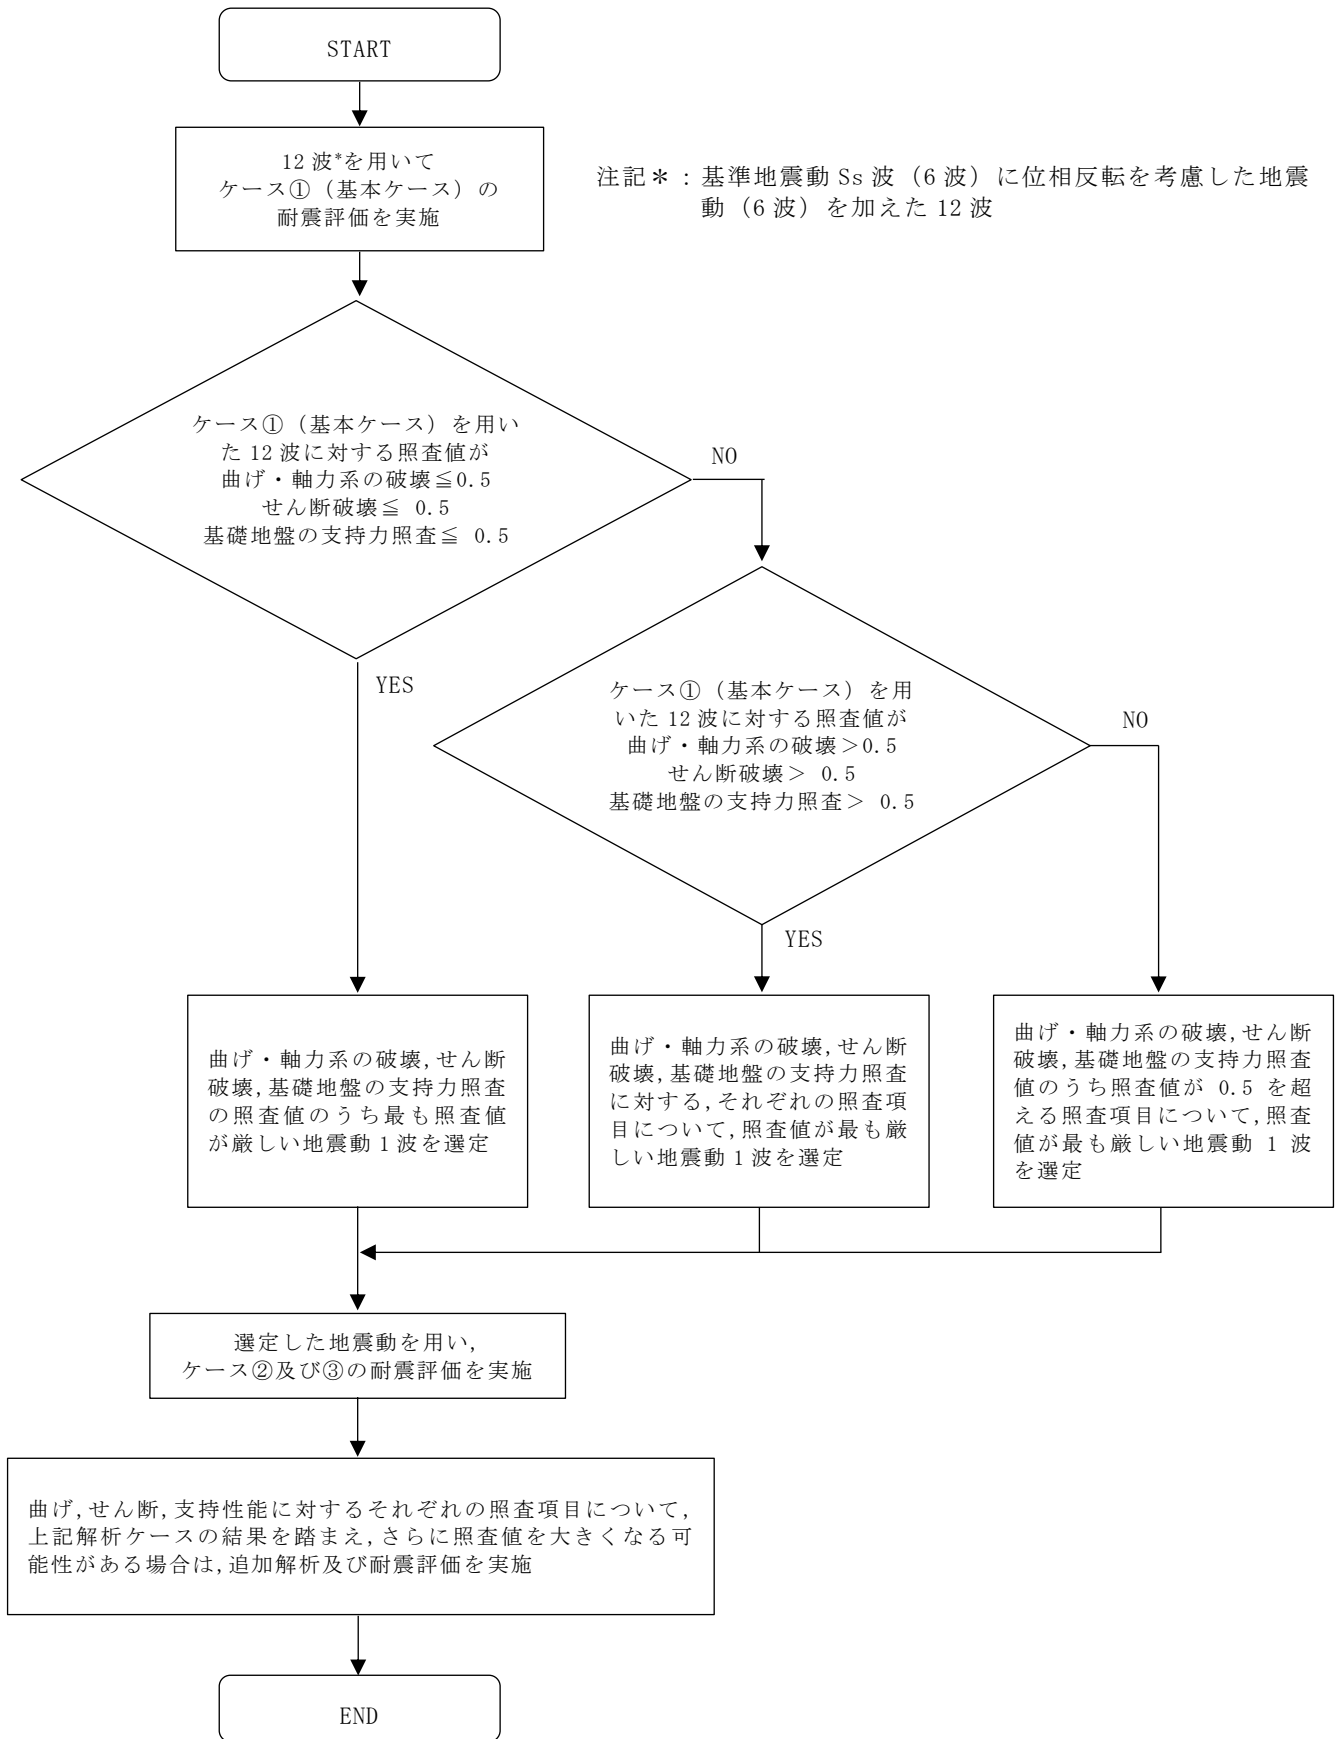 START
12 波*を用いて
ケース①（基本ケース）の
耐震評価を実施
注記＊：基準地震動 Ss 波（6 波）に位相反転を考慮した地震
動（6 波）を加えた 12 波
ケース①（基本ケース）を用い
た 12 波に対する照査値が
曲げ・軸力系の破壊≦0.5
せん断破壊≦ 0.5
基礎地盤の支持力照査≦ 0.5
NO
YES
ケース①（基本ケース）を用
いた 12 波に対する照査値が
曲げ・軸力系の破壊＞0.5
せん断破壊＞ 0.5
基礎地盤の支持力照査＞ 0.5
NO
YES
曲げ・軸力系の破壊,せん断
破壊,基礎地盤の支持力照査
の照査値のうち最も照査値
が厳しい地震動 1 波を選定
曲げ・軸力系の破壊,せん断
破壊,基礎地盤の支持力照査
に対する,それぞれの照査項
目について,照査値が最も厳
しい地震動 1 波を選定
曲げ・軸力系の破壊,せん断
破壊,基礎地盤の支持力照査
値のうち照査値が 0.5 を超
える照査項目について,照査
値が最も厳しい地震動 1 波
を選定
選定した地震動を用い,
ケース②及び③の耐震評価を実施
曲げ,せん断,支持性能に対するそれぞれの照査項目について,
上記解析ケースの結果を踏まえ,さらに照査値を大きくなる可
能性がある場合は,追加解析及び耐震評価を実施
END